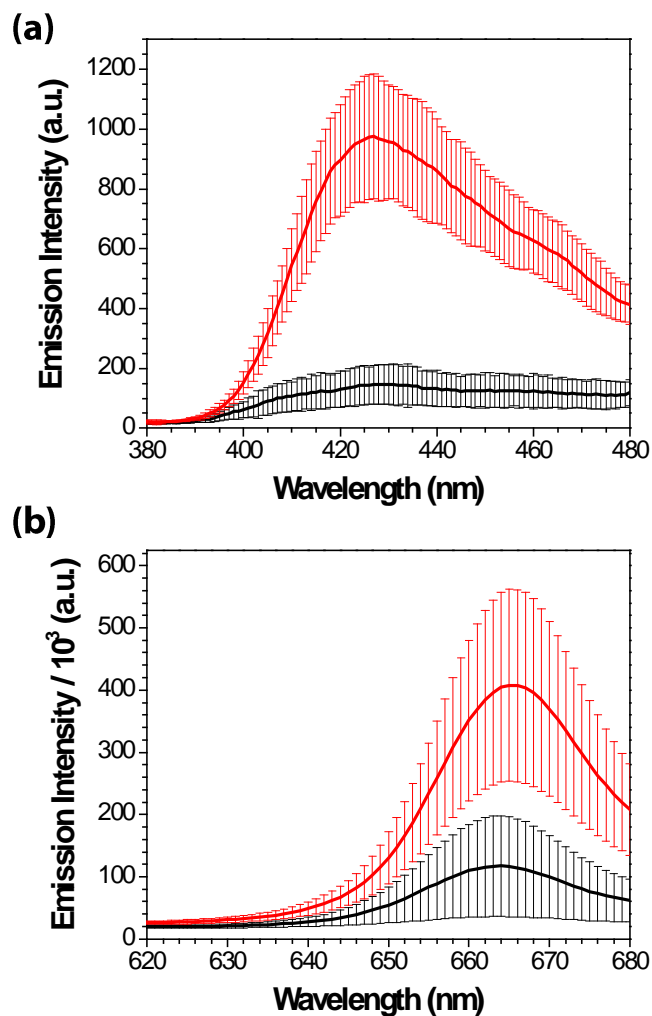 (a)
1200
1000
800
600
400
200
0
380 400 420 440 460 480
Emission Intensity (a.u.)
Wavelength (nm)
(b)
600
500
400
300
200
100
0
620 630 640 650 660 670 680
Emission Intensity / 10³ (a.u.)
Wavelength (nm)